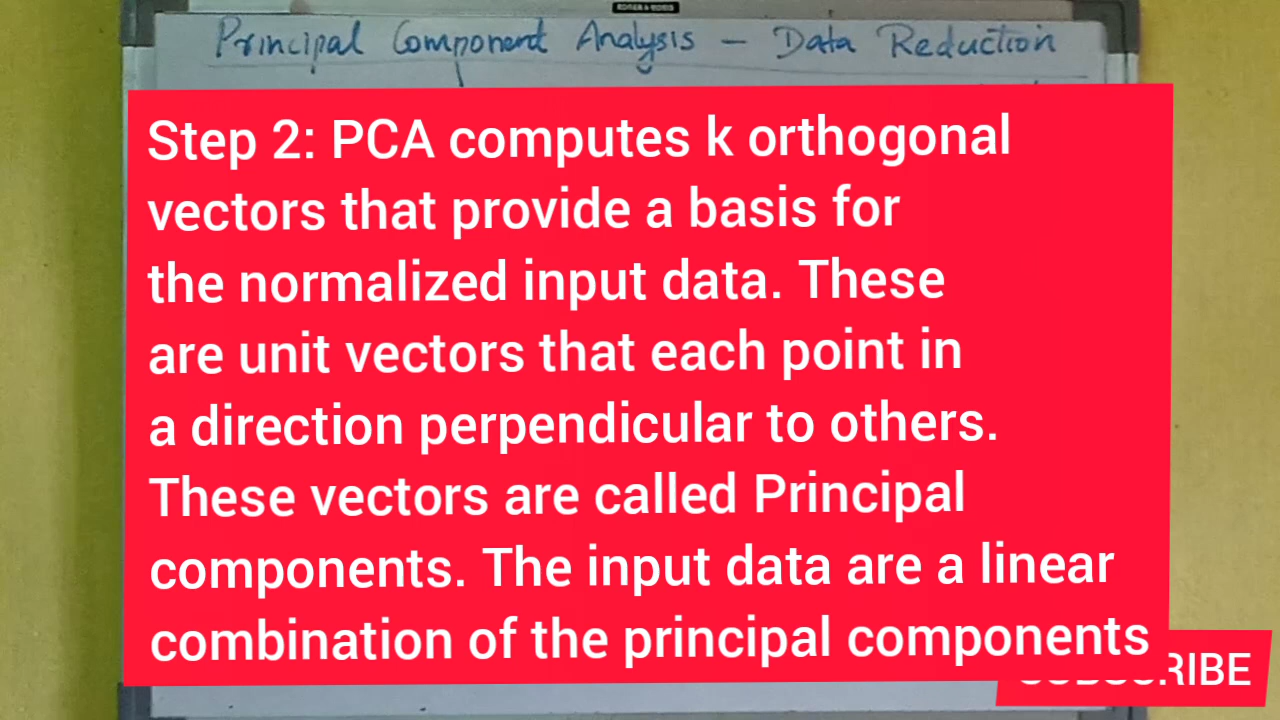 Principal Component Analysis - Data Reduction
Step 2: PCA computes k orthogonal
vectors that provide a basis for
the normalized input data. These
are unit vectors that each point in
a direction perpendicular to others.
These vectors are called Principal
components. The input data are a linear
combination of the principal components